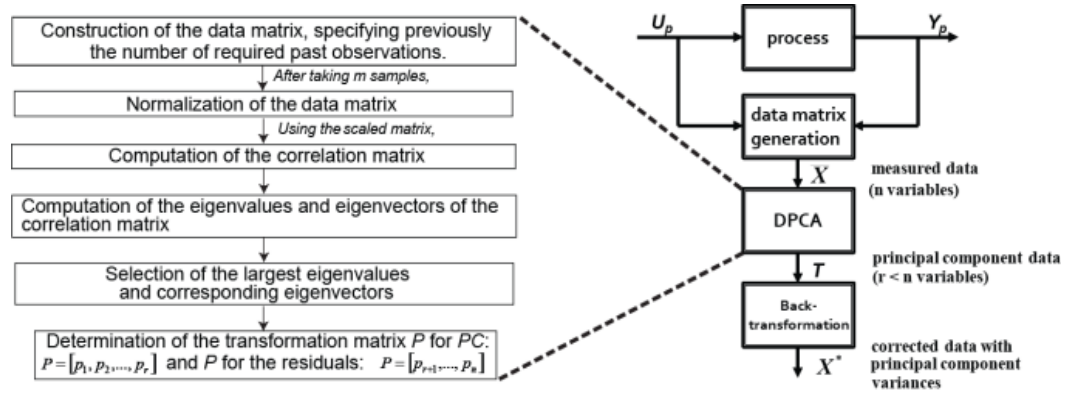 Construction of the data matrix, specifying previously
the number of required past observations.
After taking m samples,
Normalization of the data matrix
Using the scaled matrix,
Computation of the correlation matrix
Computation of the eigenvalues and eigenvectors of the
correlation matrix
Selection of the largest eigenvalues
and corresponding eigenvectors
Determination of the transformation matrix P for PC:
P=[p₁, p₂,..., pᵣ] and P for the residuals: P=[pᵣ₊₁,..., pₙ]
Uₚ
process
Yₚ
data matrix
generation
X
measured data
(n variables)
DPCA
T
principal component data
(r < n variables)
Back-
transformation
X*
corrected data with
principal component
variances